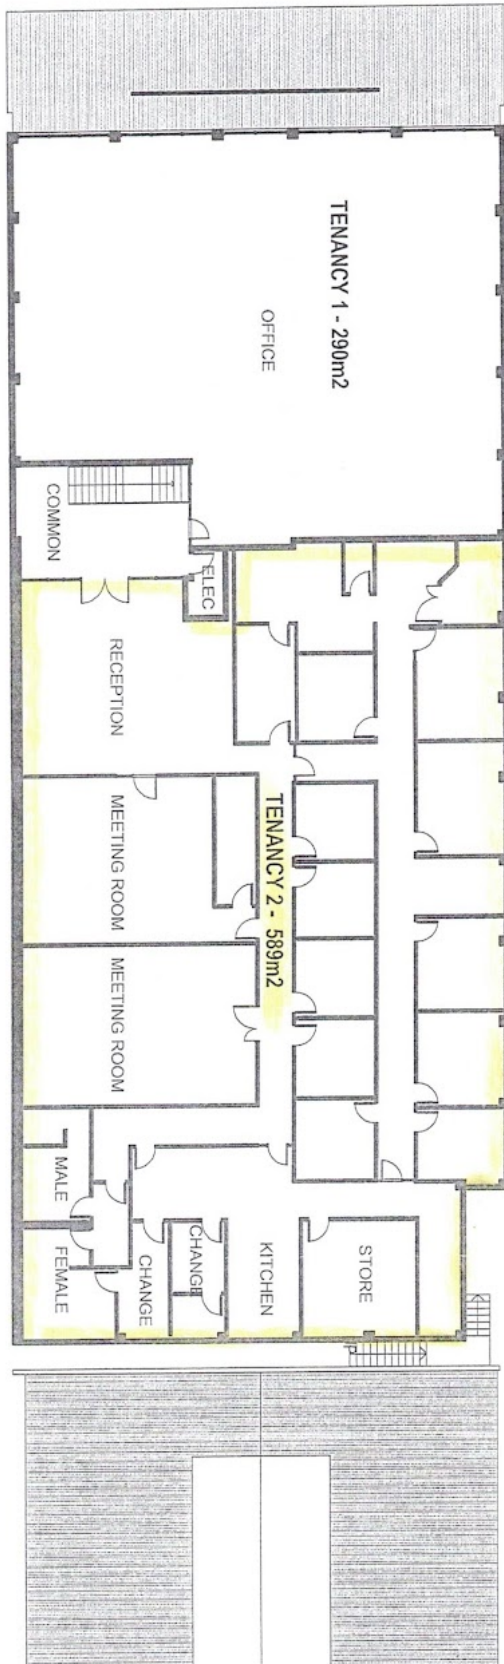 TENANCY 1 - 290m2
OFFICE
COMMON
ELEC
RECEPTION
TENANCY 2 - 589m2
MEETING ROOM
MEETING ROOM
MALE
FEMALE
CHANGE
CHANGE
KITCHEN
STORE